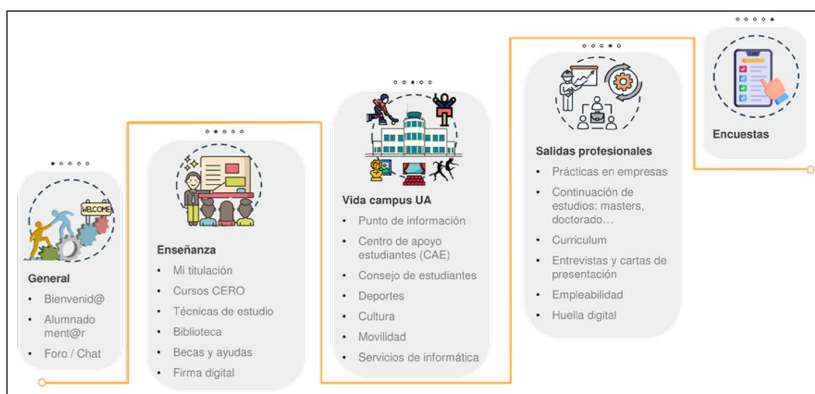 WELCOME
General
• Bienvenid@
• Alumnado
ment@r
• Foro / Chat
Enseñanza
• Mi titulación
• Cursos CERO
• Técnicas de estudio
• Biblioteca
• Becas y ayudas
• Firma digital
Vida campus UA
• Punto de información
• Centro de apoyo
estudiantes (CAE)
• Consejo de estudiantes
• Deportes
• Cultura
• Movilidad
• Servicios de informática
Salidas profesionales
• Prácticas en empresas
• Continuación de
estudios: masters,
doctorado...
• Curriculum
• Entrevistas y cartas de
presentación
• Empleabilidad
• Huella digital
Encuestas